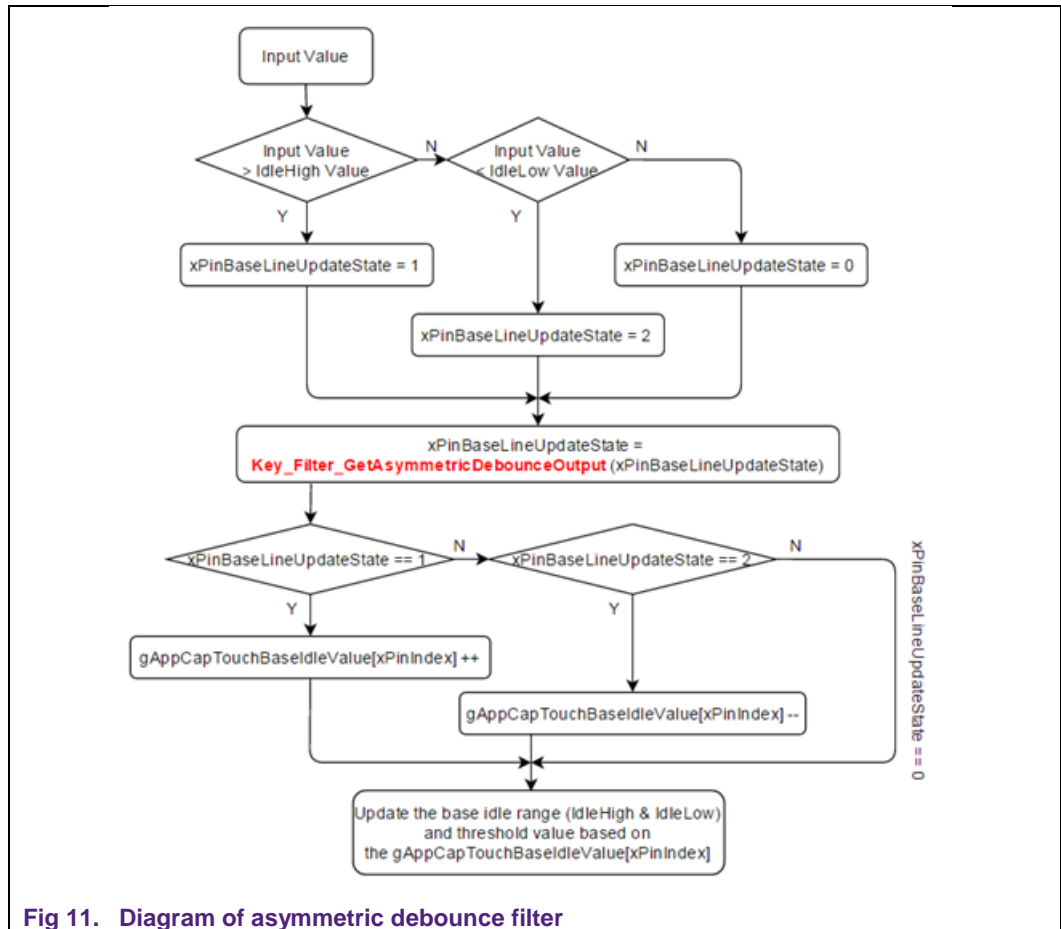 Input Value
Input Value
> IdleHigh Value
N
Input Value
< IdleLow Value
N
Y
Y
xPinBaseLineUpdateState = 1
xPinBaseLineUpdateState = 0
xPinBaseLineUpdateState = 2
xPinBaseLineUpdateState =
Key_Filter_GetAsymmetricDebounceOutput (xPinBaseLineUpdateState)
xPinBaseLineUpdateState == 1
N
xPinBaseLineUpdateState == 2
N
xPinBaseLineUpdateState == 0
Y
Y
gAppCapTouchBaseIdleValue[xPinIndex] ++
gAppCapTouchBaseIdleValue[xPinIndex] --
Update the base idle range (IdleHigh & IdleLow)
and threshold value based on
the gAppCapTouchBaseIdleValue[xPinIndex]
Fig 11. Diagram of asymmetric debounce filter